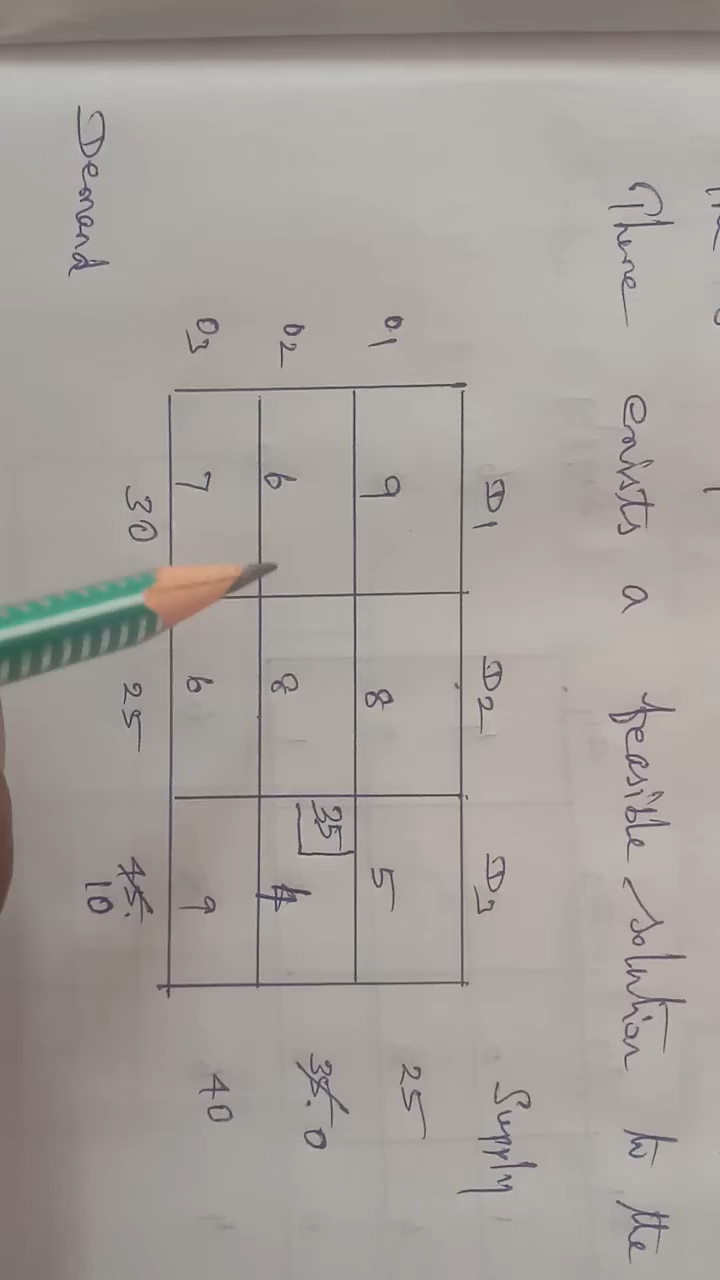 There exists a feasible solution to the
D1 D2 D3 Supply
O1 9 8 5 25
35
O2 6 8 4 35. 0
O3 7 6 9 40
Demand 30 25 45.
10